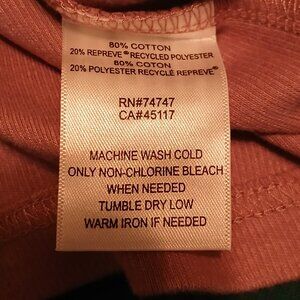 80% COTTON
20% REPREVE® RECYCLED POLYESTER
80% COTON
20% POLYESTER RECYCLÉ REPREVE®
RN#74747
CA#45117
MACHINE WASH COLD
ONLY NON-CHLORINE BLEACH
WHEN NEEDED
TUMBLE DRY LOW
WARM IRON IF NEEDED